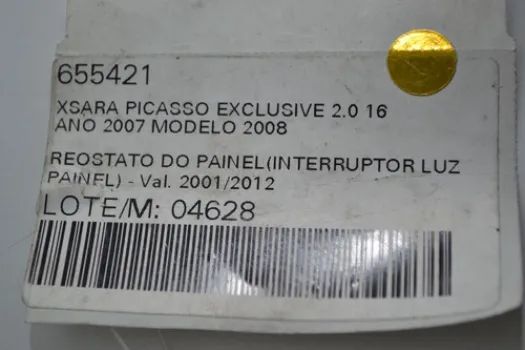 655421
XSARA PICASSO EXCLUSIVE 2.0 16
ANO 2007 MODELO 2008
REOSTATO DO PAINEL(INTERRUPTOR LUZ
PAINEL) - Val. 2001/2012
LOTE/M: 04628